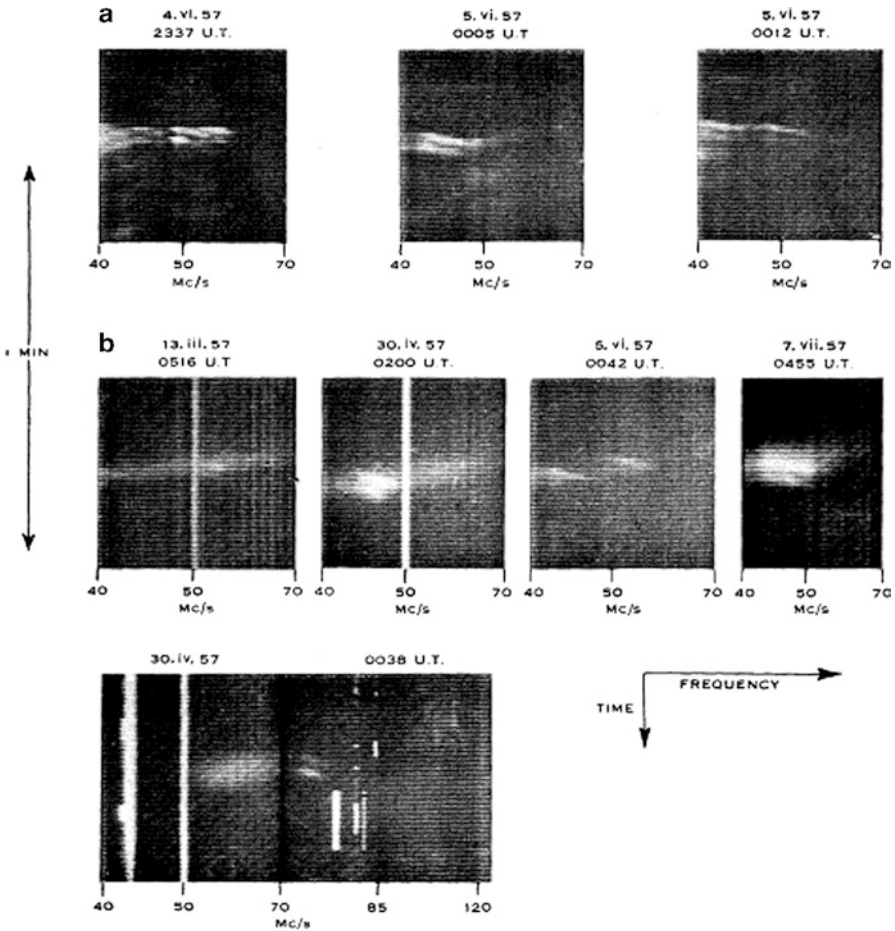 a
4. vi. 57
2337 U.T.
5. vi. 57
0005 U.T
5. vi. 57
0012 U.T.
40 50 70
Mc/s
40 50 70
Mc/s
40 50 70
Mc/s
1 MIN
b
13. iii. 57
0516 U.T
30. iv. 57
0200 U.T.
5. vi. 57
0042 U.T.
7. vii. 57
0455 U.T.
40 50 70
Mc/s
40 50 70
Mc/s
40 50 70
Mc/s
40 50 70
Mc/s
30. iv. 57 0038 U.T.
FREQUENCY
TIME
40 50 70 85 120
Mc/s